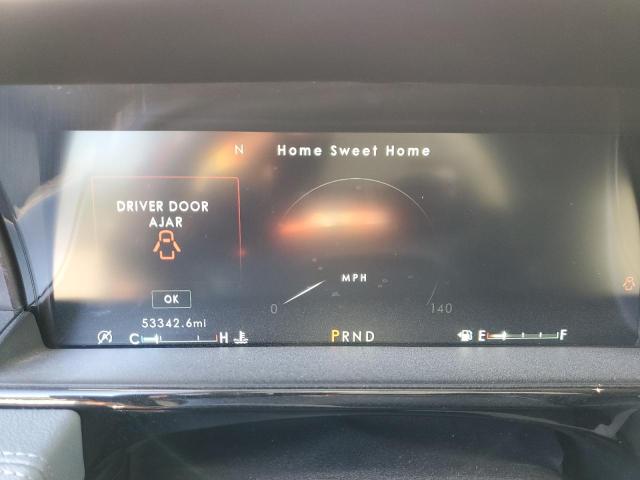 N Home Sweet Home
DRIVER DOOR
AJAR
MPH
OK
0 140
53342.6mi
C H PRND E F